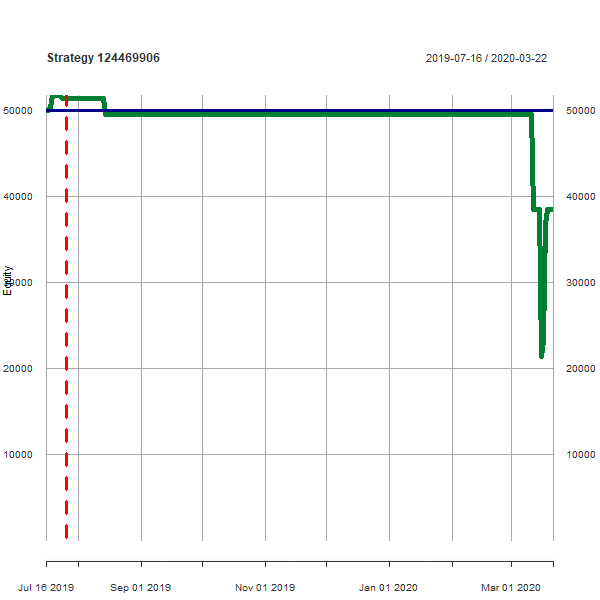 Strategy 124469906
2019-07-16 / 2020-03-22
50000
50000
40000
40000
30000
30000
20000
20000
10000
10000
Equity
Jul 16 2019
Sep 01 2019
Nov 01 2019
Jan 01 2020
Mar 01 2020